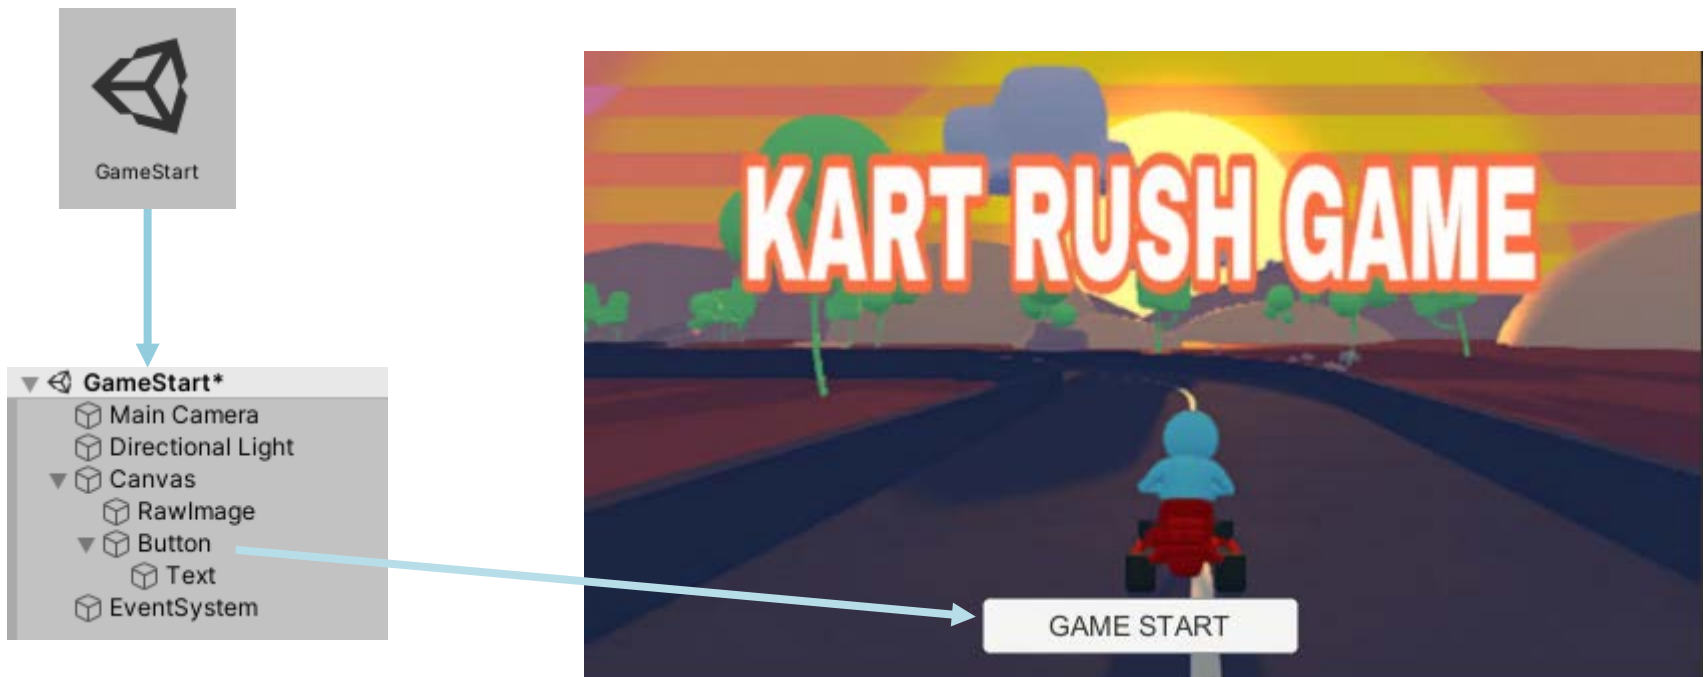 GameStart
GameStart*
Main Camera
Directional Light
Canvas
RawImage
Button
Text
EventSystem
KART RUSH GAME
GAME START